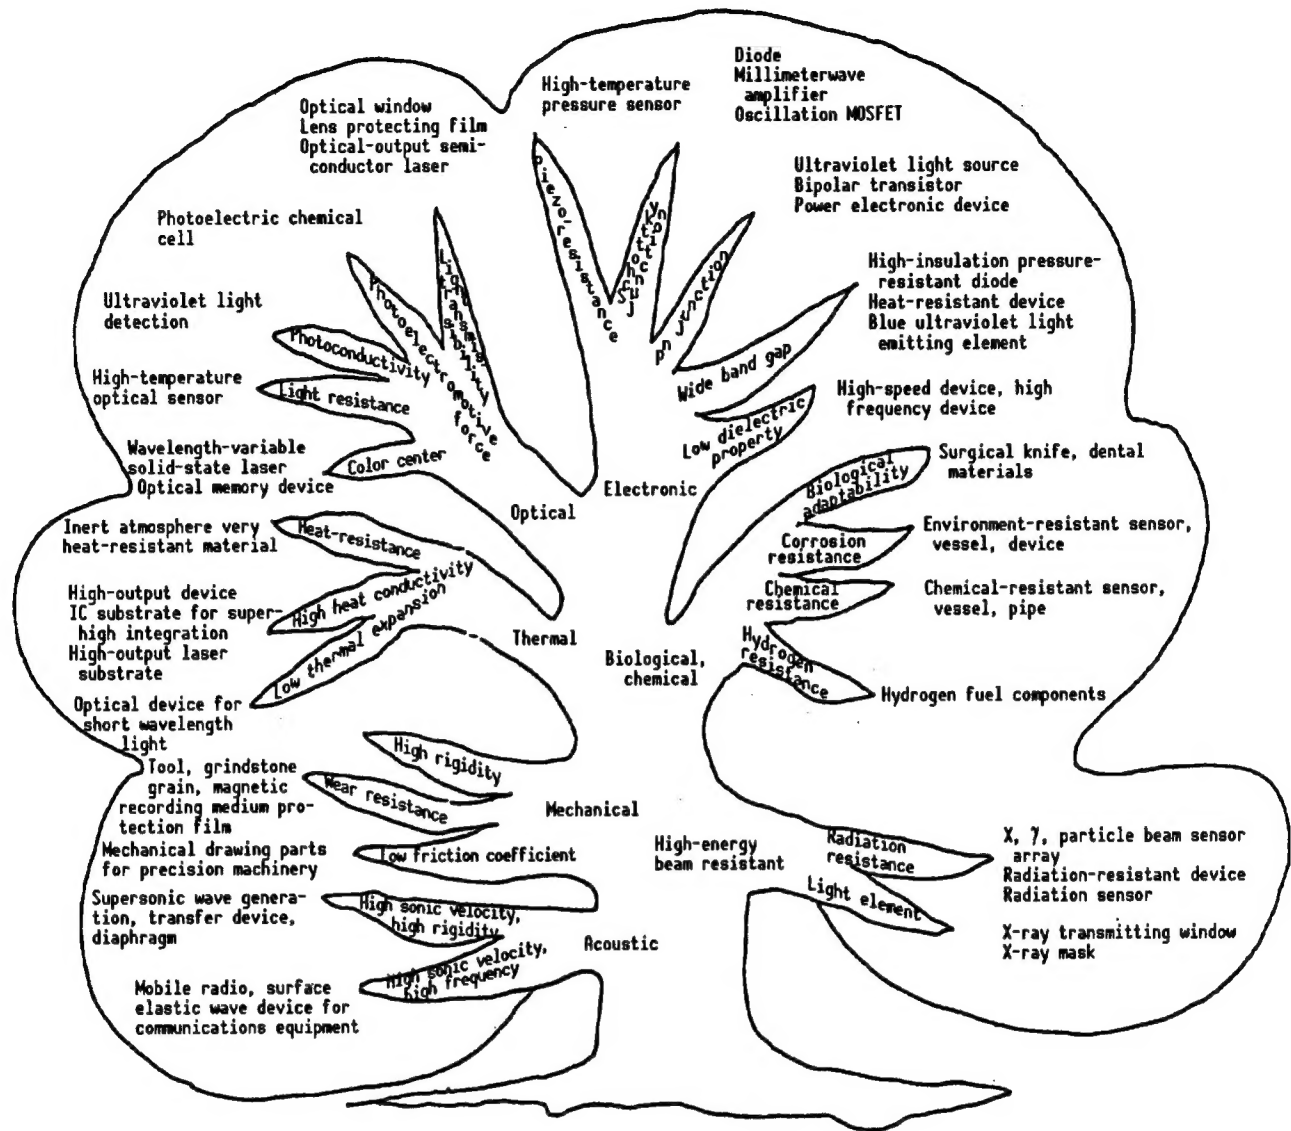 Diode
Millimeterwave
amplifier
Oscillation MOSFET
High-temperature
pressure sensor
Optical window
Lens protecting film
Optical-output semi-
conductor laser
Ultraviolet light source
Bipolar transistor
Power electronic device
Photoelectric chemical
cell
High-insulation pressure-
resistant diode
Heat-resistant device
Blue ultraviolet light
emitting element
Ultraviolet light
detection
High-temperature
optical sensor
High-speed device, high
frequency device
Wavelength-variable
solid-state laser
Optical memory device
Surgical knife, dental
materials
Inert atmosphere very
heat-resistant material
Environment-resistant sensor,
vessel, device
High-output device
IC substrate for super-
high integration
High-output laser
substrate
Chemical-resistant sensor,
vessel, pipe
Optical device for
short wavelength
light
Hydrogen fuel components
Tool, grindstone
grain, magnetic
recording medium pro-
tection film
Mechanical drawing parts
for precision machinery
Supersonic wave genera-
tion, transfer device,
diaphragm
Mobile radio, surface
elastic wave device for
communications equipment
X, γ, particle beam sensor
array
Radiation-resistant device
Radiation sensor
X-ray transmitting window
X-ray mask
Piezo-resistance
Schottky
junction
pn junction
Wide band gap
Low dielectric
property
Light
transmis-
sibility
Photoelectromotive
force
Photoconductivity
Light resistance
Color center
Optical
Electronic
Biological
adaptability
Corrosion
resistance
Chemical
resistance
Hydrogen
resistance
Biological,
chemical
Heat-resistance
High heat conductivity
Low thermal expansion
Thermal
High rigidity
Wear resistance
Low friction coefficient
Mechanical
High-energy
beam resistant
Radiation
resistance
Light element
High sonic velocity,
high rigidity
High sonic velocity,
high frequency
Acoustic